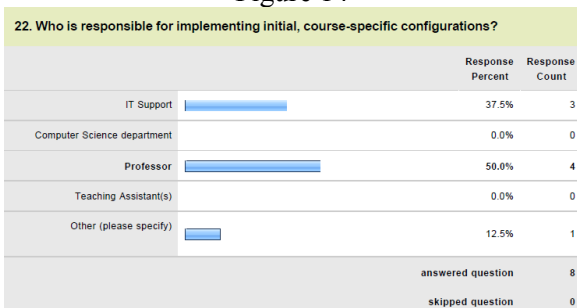 22. Who is responsible for implementing initial, course-specific configurations?
Response Percent Response Count
IT Support 37.5% 3
Computer Science department 0.0% 0
Professor 50.0% 4
Teaching Assistant(s) 0.0% 0
Other (please specify) 12.5% 1
answered question 8
skipped question 0